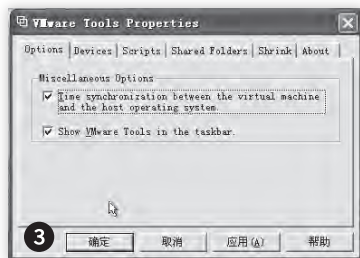 VMware Tools Properties
Options Devices Scripts Shared Folders Shrink About
Miscellaneous Options
Time synchronization between the virtual machine
and the host operating system.
Show VMware Tools in the taskbar.
3 确定 取消 应用(A) 帮助